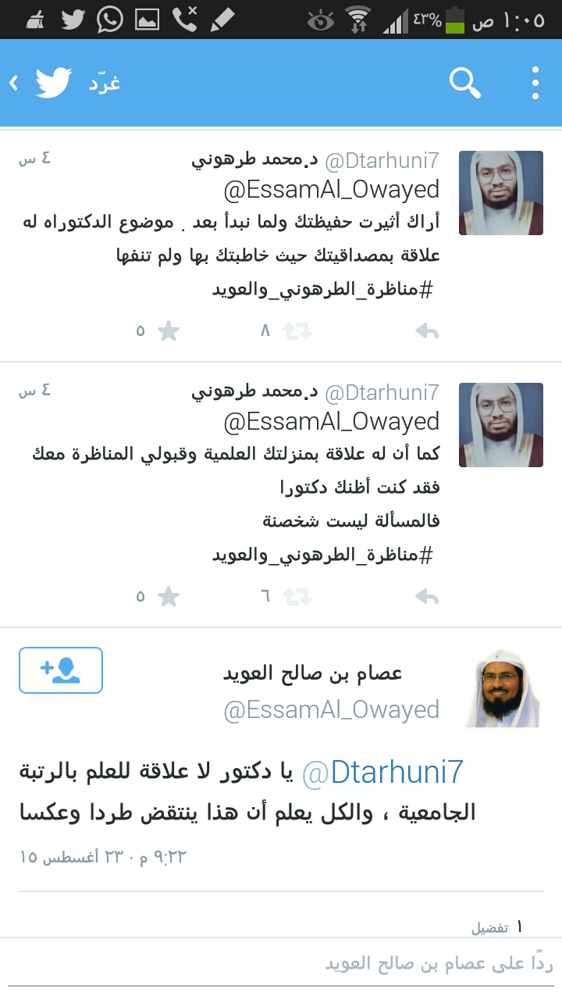 ٤٣% ١:٠٥ ص
غرّد
د.محمد طرهوني @Dtarhuni7 ٤ س
@EssamAl_Owayed
أراك أثيرت حفيظتك ولما نبدأ بعد . موضوع الدكتوراه له
علاقة بمصداقيتك حيث خاطبتك بها ولم تنفها
#مناظرة_الطرهوني_والعويد
٨ ٥
د.محمد طرهوني @Dtarhuni7 ٤ س
@EssamAl_Owayed
كما أن له علاقة بمنزلتك العلمية وقبولي المناظرة معك
فقد كنت أظنك دكتورا
فالمسألة ليست شخصنة
#مناظرة_الطرهوني_والعويد
٦ ٥
عصام بن صالح العويد
@EssamAl_Owayed
@Dtarhuni7 يا دكتور لا علاقة للعلم بالرتبة
الجامعية ، والكل يعلم أن هذا ينتقض طردا وعكسا
٩:٢٢ م · ٢٣ أغسطس ١٥
١ تفضيل
ردًا على عصام بن صالح العويد